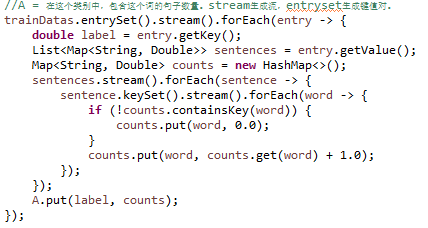 //A = 在这个类别中，包含这个词的句子数量。stream生成流，entryset生成键值对。
trainDatas.entrySet().stream().forEach(entry -> {
    double label = entry.getKey();
    List<Map<String, Double>> sentences = entry.getValue();
    Map<String, Double> counts = new HashMap<>();
    sentences.stream().forEach(sentence -> {
        sentence.keySet().stream().forEach(word -> {
            if (!counts.containsKey(word)) {
                counts.put(word, 0.0);
            }
            counts.put(word, counts.get(word) + 1.0);
        });
    });
    A.put(label, counts);
});